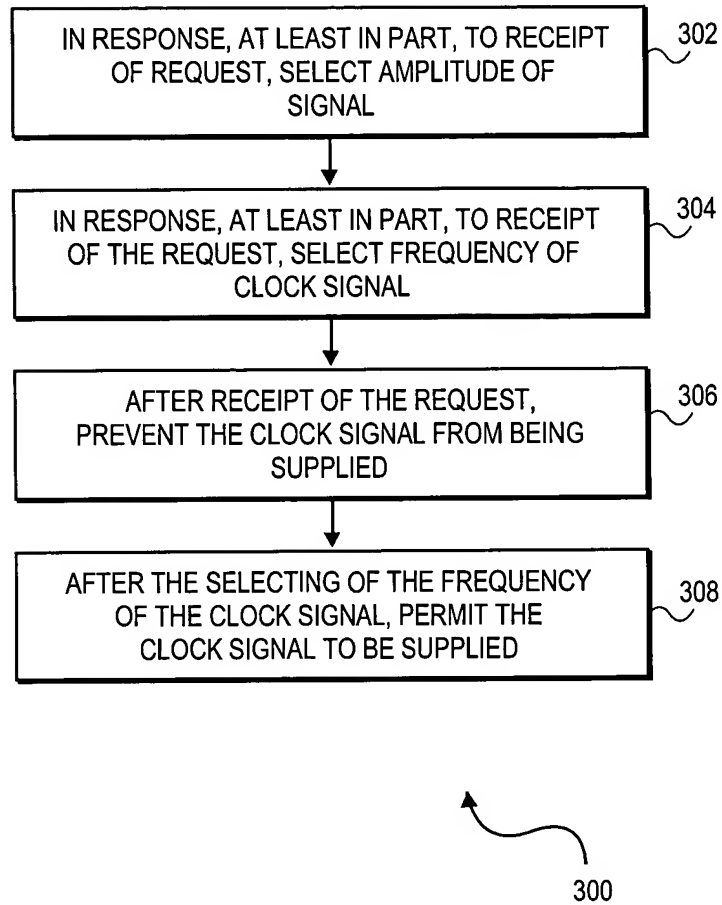 IN RESPONSE, AT LEAST IN PART, TO RECEIPT
OF REQUEST, SELECT AMPLITUDE OF
SIGNAL
302
IN RESPONSE, AT LEAST IN PART, TO RECEIPT
OF THE REQUEST, SELECT FREQUENCY OF
CLOCK SIGNAL
304
AFTER RECEIPT OF THE REQUEST,
PREVENT THE CLOCK SIGNAL FROM BEING
SUPPLIED
306
AFTER THE SELECTING OF THE FREQUENCY
OF THE CLOCK SIGNAL, PERMIT THE
CLOCK SIGNAL TO BE SUPPLIED
308
300